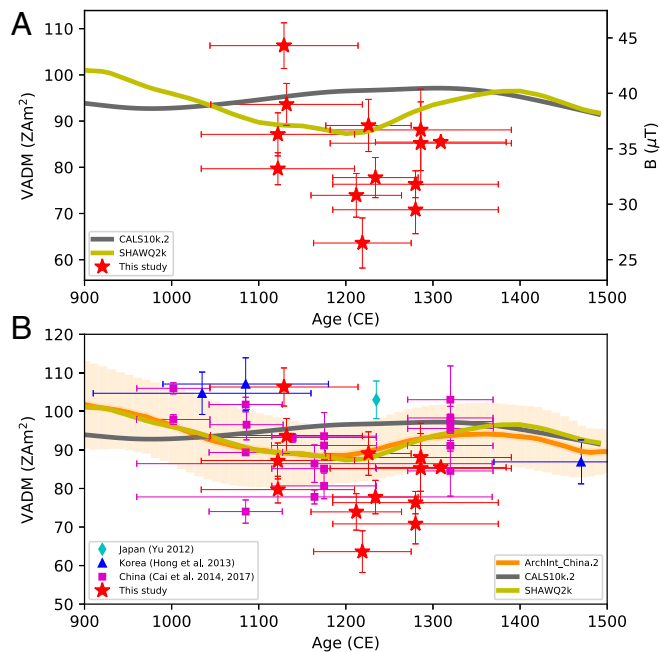 A
110
100
90
80
70
60
VADM (ZAm²)
45
40
35
30
25
B (μT)
CALS10k.2
SHAWQ2k
This study
900 1000 1100 1200 1300 1400 1500
Age (CE)
B
120
110
100
90
80
70
60
50
VADM (ZAm²)
Japan (Yu 2012)
Korea (Hong et al. 2013)
China (Cai et al. 2014, 2017)
This study
ArchInt_China.2
CALS10k.2
SHAWQ2k
900 1000 1100 1200 1300 1400 1500
Age (CE)